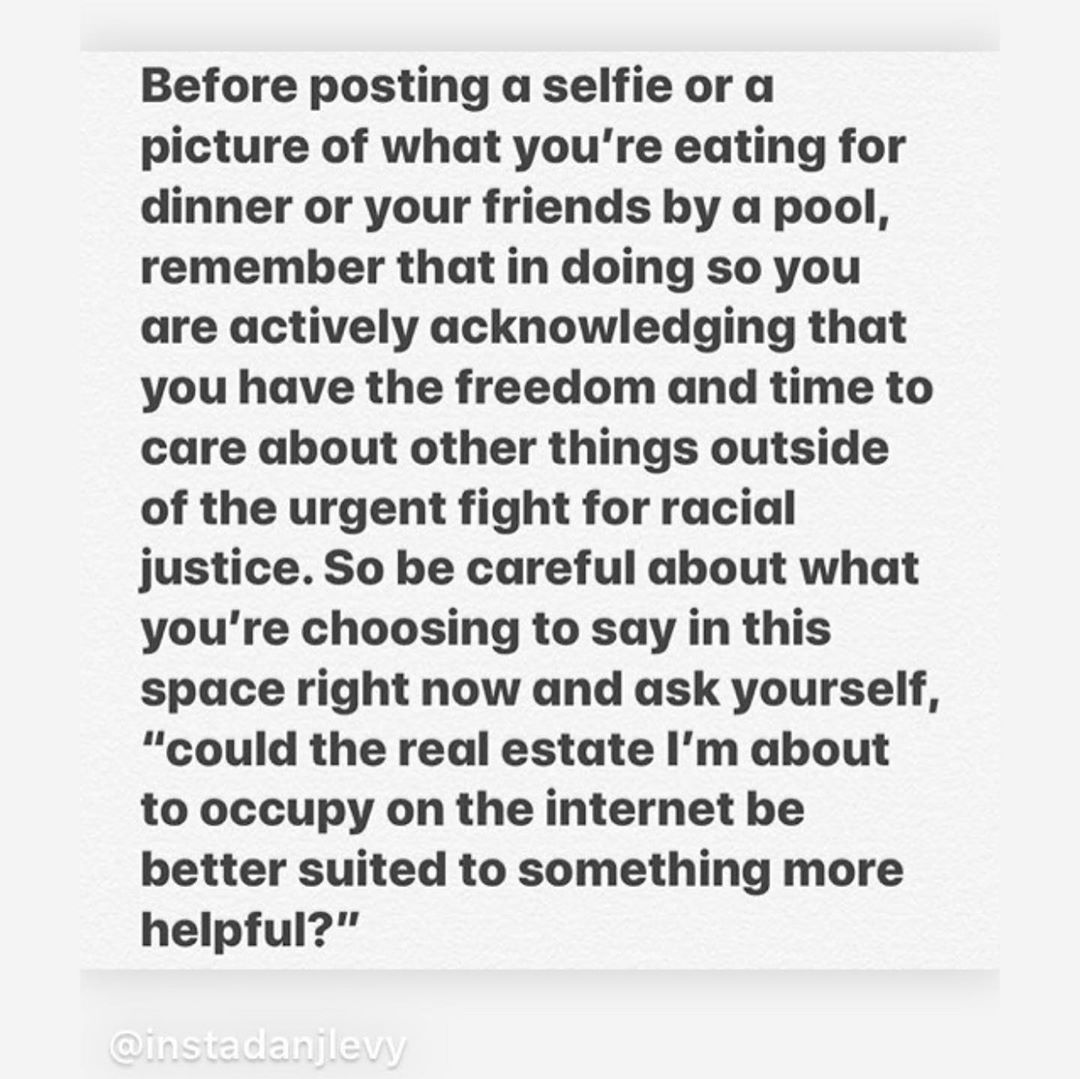 Before posting a selfie or a
picture of what you’re eating for
dinner or your friends by a pool,
remember that in doing so you
are actively acknowledging that
you have the freedom and time to
care about other things outside
of the urgent fight for racial
justice. So be careful about what
you’re choosing to say in this
space right now and ask yourself,
“could the real estate I’m about
to occupy on the internet be
better suited to something more
helpful?”
@instadanjlevy